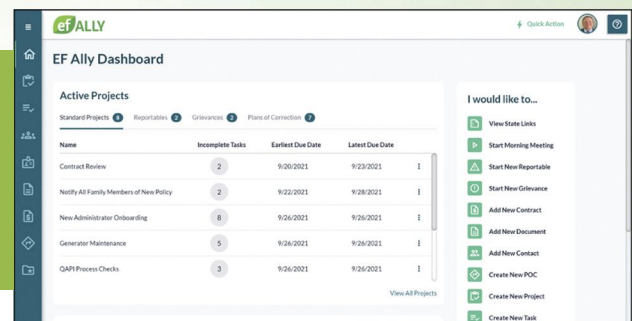 ef ALLY
Quick Action
EF Ally Dashboard
Active Projects
Standard Projects 8 Reportables 2 Grievances 2 Plans of Correction 7
Name Incomplete Tasks Earliest Due Date Latest Due Date
Contract Review 2 9/20/2021 9/23/2021
Notify All Family Members of New Policy 2 9/22/2021 9/28/2021
New Administrator Onboarding 8 9/26/2021 9/26/2021
Generator Maintenance 5 9/26/2021 9/26/2021
QAPI Process Checks 3 9/26/2021 9/26/2021
View All Projects
I would like to...
View State Links
Start Morning Meeting
Start New Reportable
Start New Grievance
Add New Contract
Add New Document
Add New Contact
Create New POC
Create New Project
Create New Task